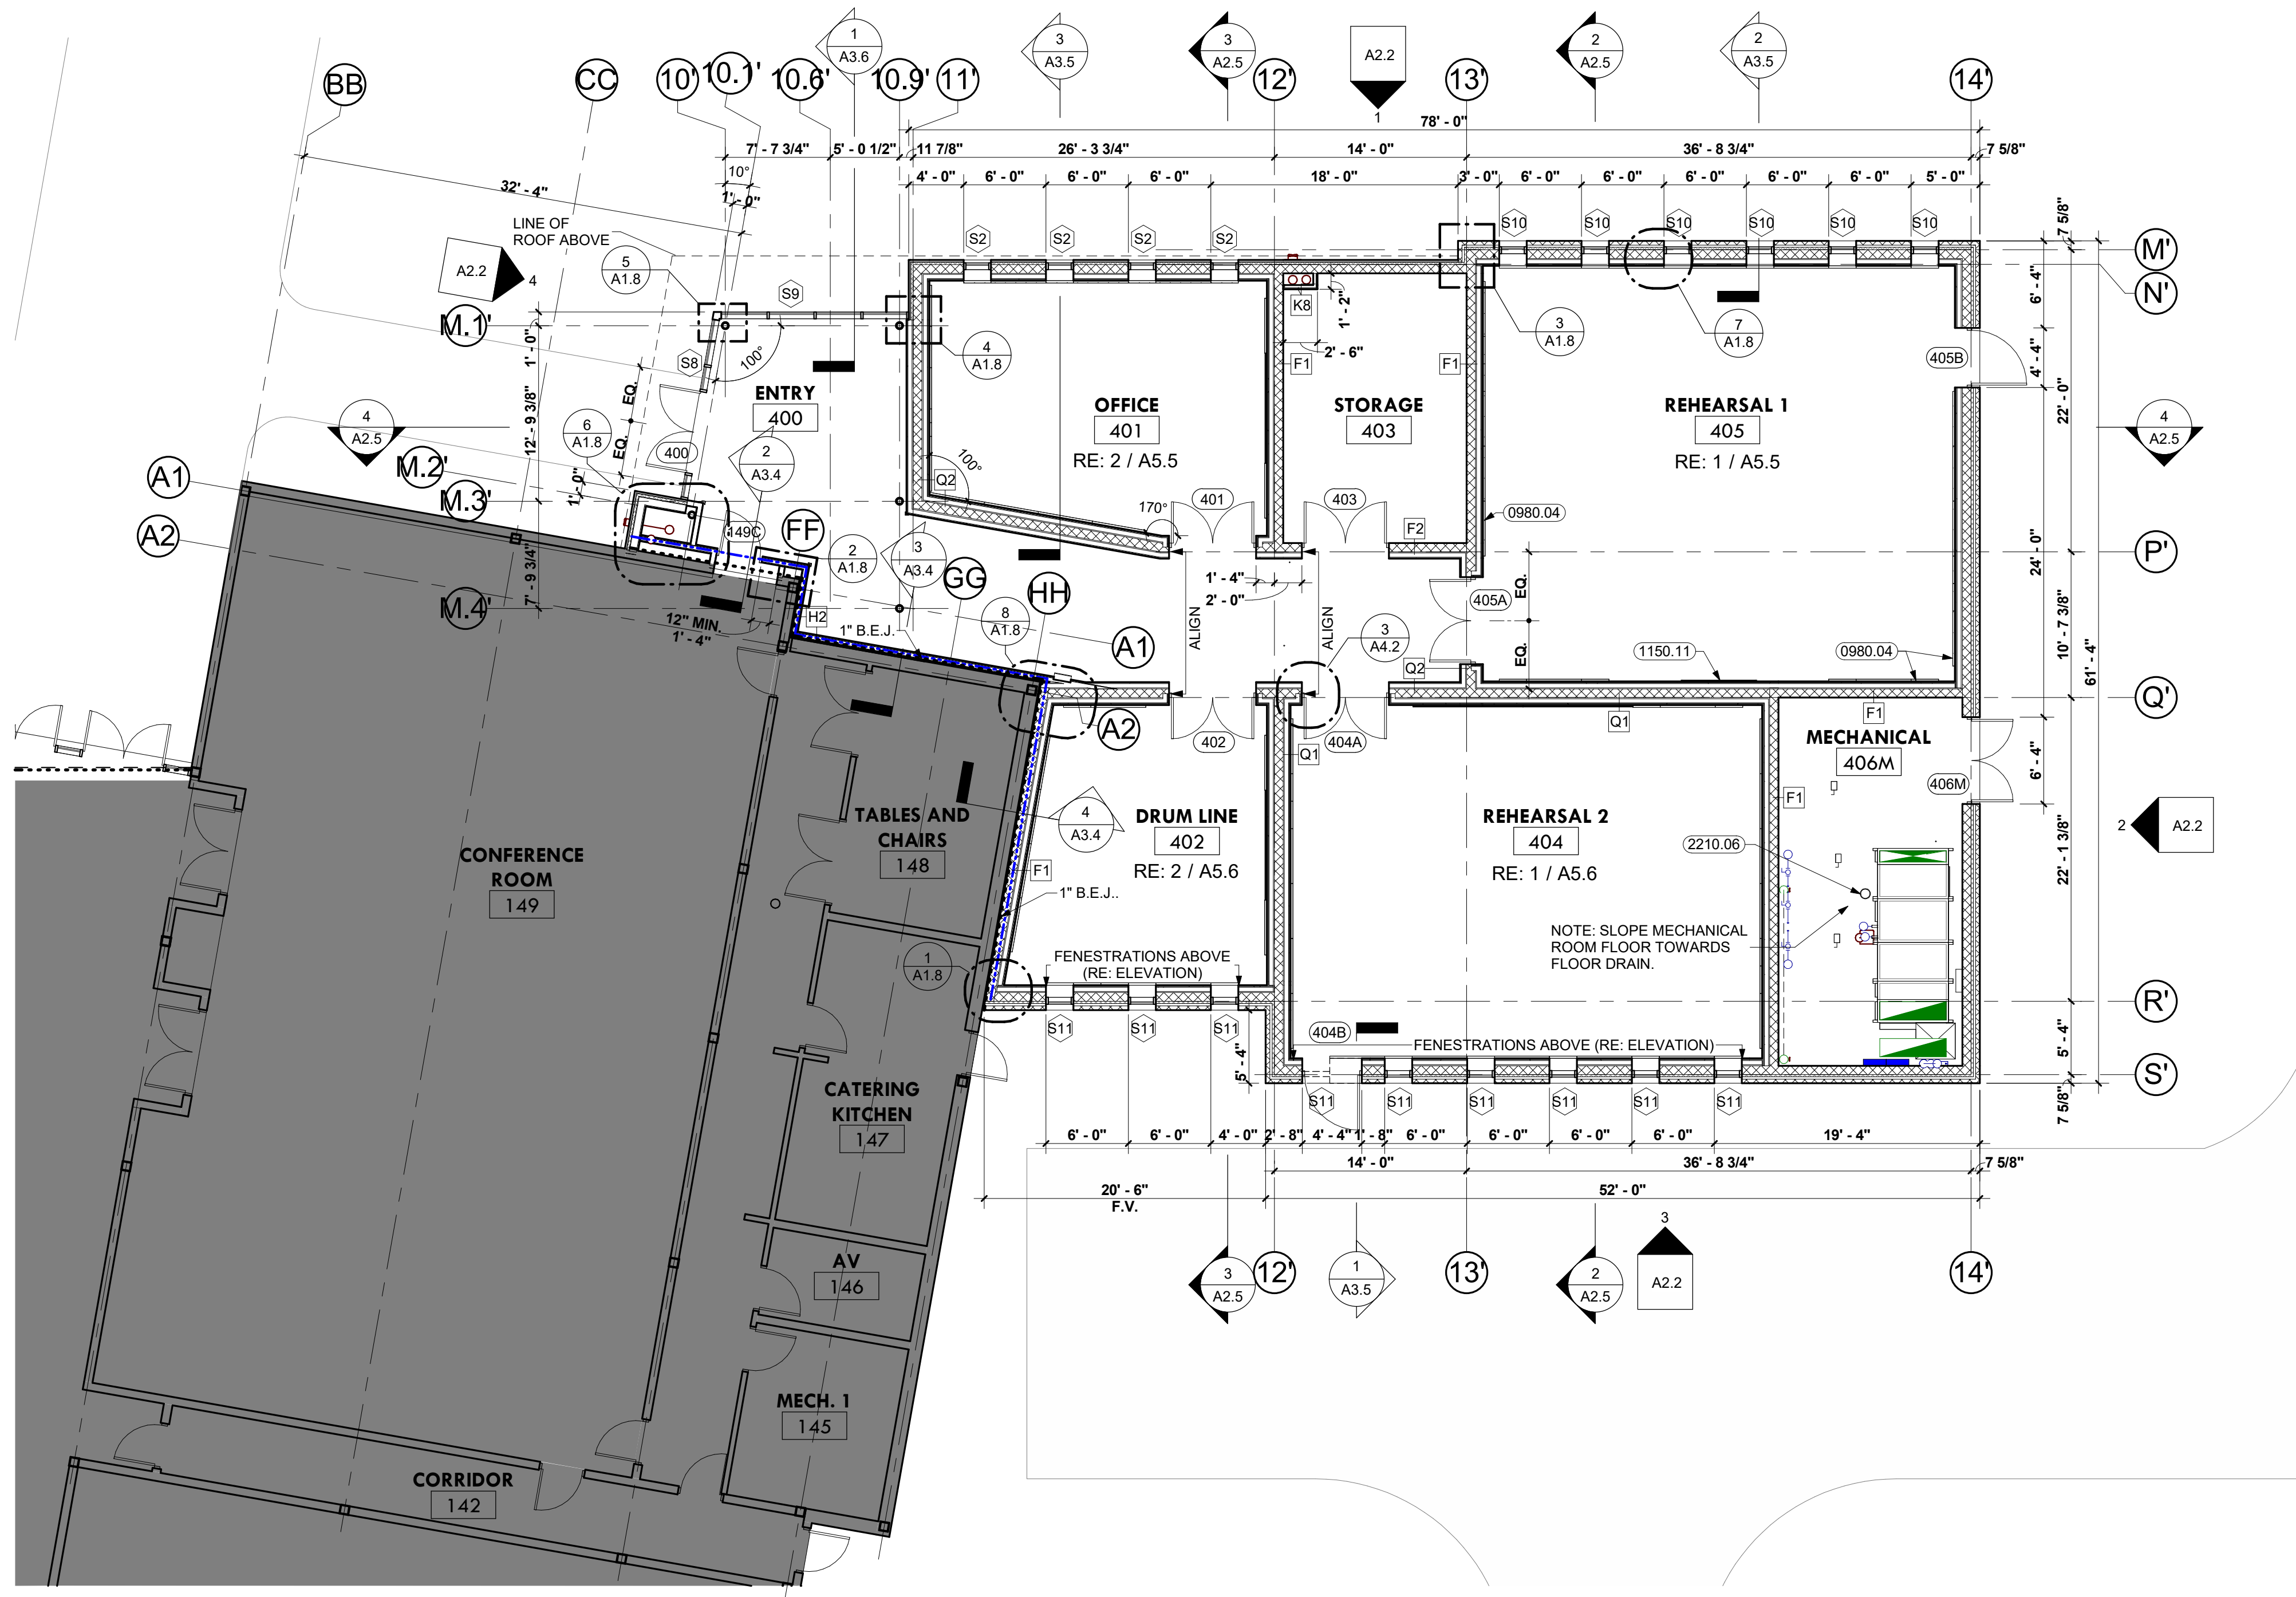 1
A3.6
3
A3.5
3
A2.5
A2.2
1
2
A2.5
2
A3.5
BB
CC
10'
10.1'
10.6'
10.9'
11'
12'
13'
14'
78' - 0"
7' - 7 3/4"
5' - 0 1/2"
11 7/8"
26' - 3 3/4"
14' - 0"
36' - 8 3/4"
7 5/8"
10°
32' - 4"
1' - 0"
4' - 0"
6' - 0"
6' - 0"
6' - 0"
18' - 0"
3' - 0"
6' - 0"
6' - 0"
6' - 0"
6' - 0"
6' - 0"
5' - 0"
LINE OF
ROOF ABOVE
S2
S2
S2
S2
S10
S10
S10
S10
S10
S10
7 5/8"
M'
N'
A2.2
4
5
A1.8
S9
M.1'
1' - 0"
S8
100°
4
A1.8
K8
1' - 2"
2' - 6"
F1
F1
3
A1.8
7
A1.8
405B
6' - 4"
4' - 4"
22' - 0"
ENTRY
400
OFFICE
401
RE: 2 / A5.5
STORAGE
403
REHEARSAL 1
405
RE: 1 / A5.5
4
A2.5
4
A2.5
6
A1.8
EQ.
EQ.
400
12' - 9 3/8"
2
A3.4
100°
Q2
M.2'
A1
M.3'
1' - 0"
A2
149C
FF
170°
401
403
F2
0980.04
2
A1.8
3
A3.4
GG
HH
P'
24' - 0"
7' - 9 3/4"
M.4'
12" MIN.
1' - 4"
H2
1" B.E.J.
8
A1.8
A1
1' - 4"
2' - 0"
ALIGN
ALIGN
3
A4.2
EQ.
EQ.
405A
Q2
1150.11
0980.04
10' - 7 3/8"
61' - 4"
Q'
A2
402
404A
Q1
Q1
F1
MECHANICAL
406M
406M
6' - 4"
F1
TABLES AND
CHAIRS
148
4
A3.4
DRUM LINE
402
RE: 2 / A5.6
REHEARSAL 2
404
RE: 1 / A5.6
2210.06
2
A2.2
CONFERENCE
ROOM
149
F1
1" B.E.J..
22' - 1 3/8"
NOTE: SLOPE MECHANICAL
ROOM FLOOR TOWARDS
FLOOR DRAIN.
1
A1.8
FENESTRATIONS ABOVE
(RE: ELEVATION)
R'
S11
S11
S11
404B
FENESTRATIONS ABOVE (RE: ELEVATION)
5' - 4"
5' - 4"
S'
7 5/8"
CATERING
KITCHEN
147
S11
S11
S11
S11
S11
S11
6' - 0"
6' - 0"
4' - 0"
2' - 8"
4' - 4"
1' - 8"
6' - 0"
6' - 0"
6' - 0"
6' - 0"
19' - 4"
14' - 0"
36' - 8 3/4"
7 5/8"
20' - 6"
F.V.
52' - 0"
AV
146
3
A2.5
12'
1
A3.5
13'
2
A2.5
3
A2.2
14'
MECH. 1
145
CORRIDOR
142